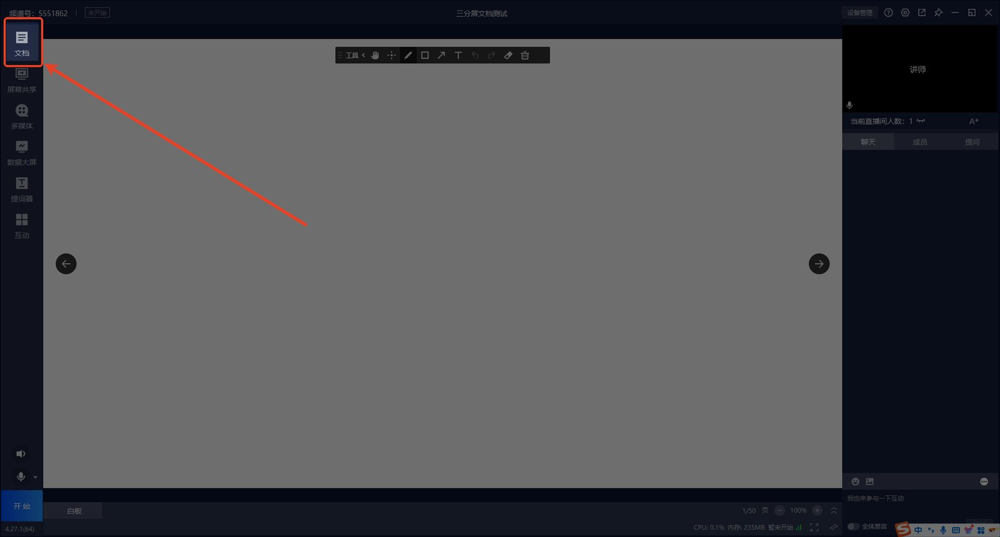 频道号：5551862
未开始
三分屏文档测试
设备管理
文档
屏幕共享
多媒体
数据大屏
提词器
互动
工具
讲师
当前直播间人数：1
A+
聊天
成员
提问
我也来参与一下互动
全体禁言
开始
4.27.1(64)
白板
1/50 页
100%
CPU: 0.1% 内存: 235MB 暂未开始
中